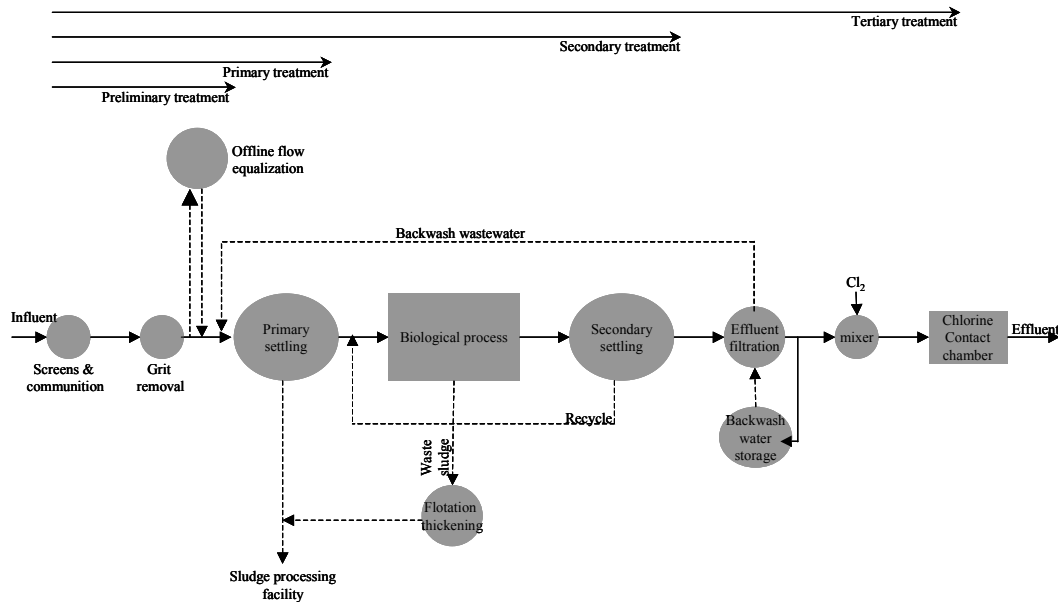 Tertiary treatment
Secondary treatment
Primary treatment
Preliminary treatment
Offline flow
equalization
Backwash wastewater
Influent
Screens &
communition
Grit
removal
Primary
settling
Biological process
Secondary
settling
Effluent
filtration
Cl2
mixer
Chlorine
Contact
chamber
Effluent
Recycle
Backwash
water
storage
Waste
sludge
Flotation
thickening
Sludge processing
facility